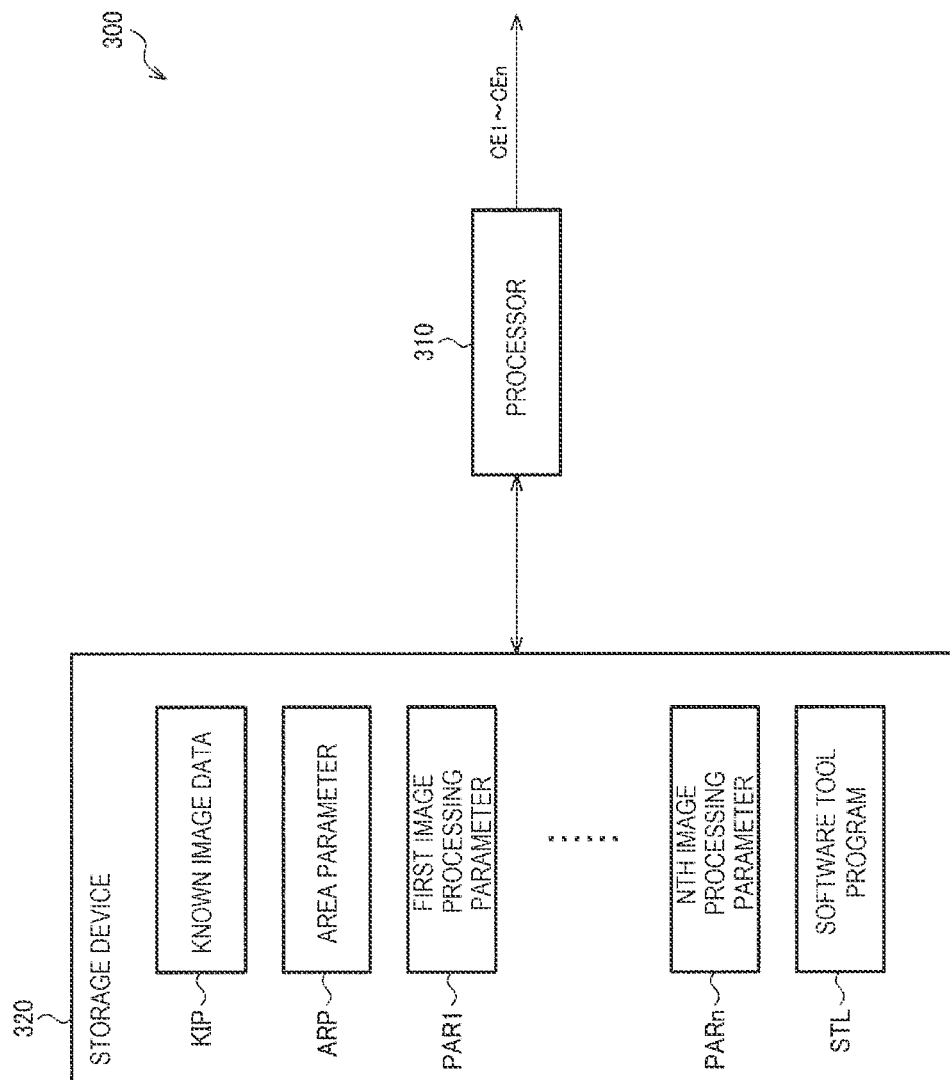 300
320
STORAGE DEVICE
KIP
KNOWN IMAGE DATA
ARP
AREA PARAMETER
PAR1
FIRST IMAGE
PROCESSING
PARAMETER
PARn
NTH IMAGE
PROCESSING
PARAMETER
STL
SOFTWARE TOOL
PROGRAM
310
PROCESSOR
CE1~CEn